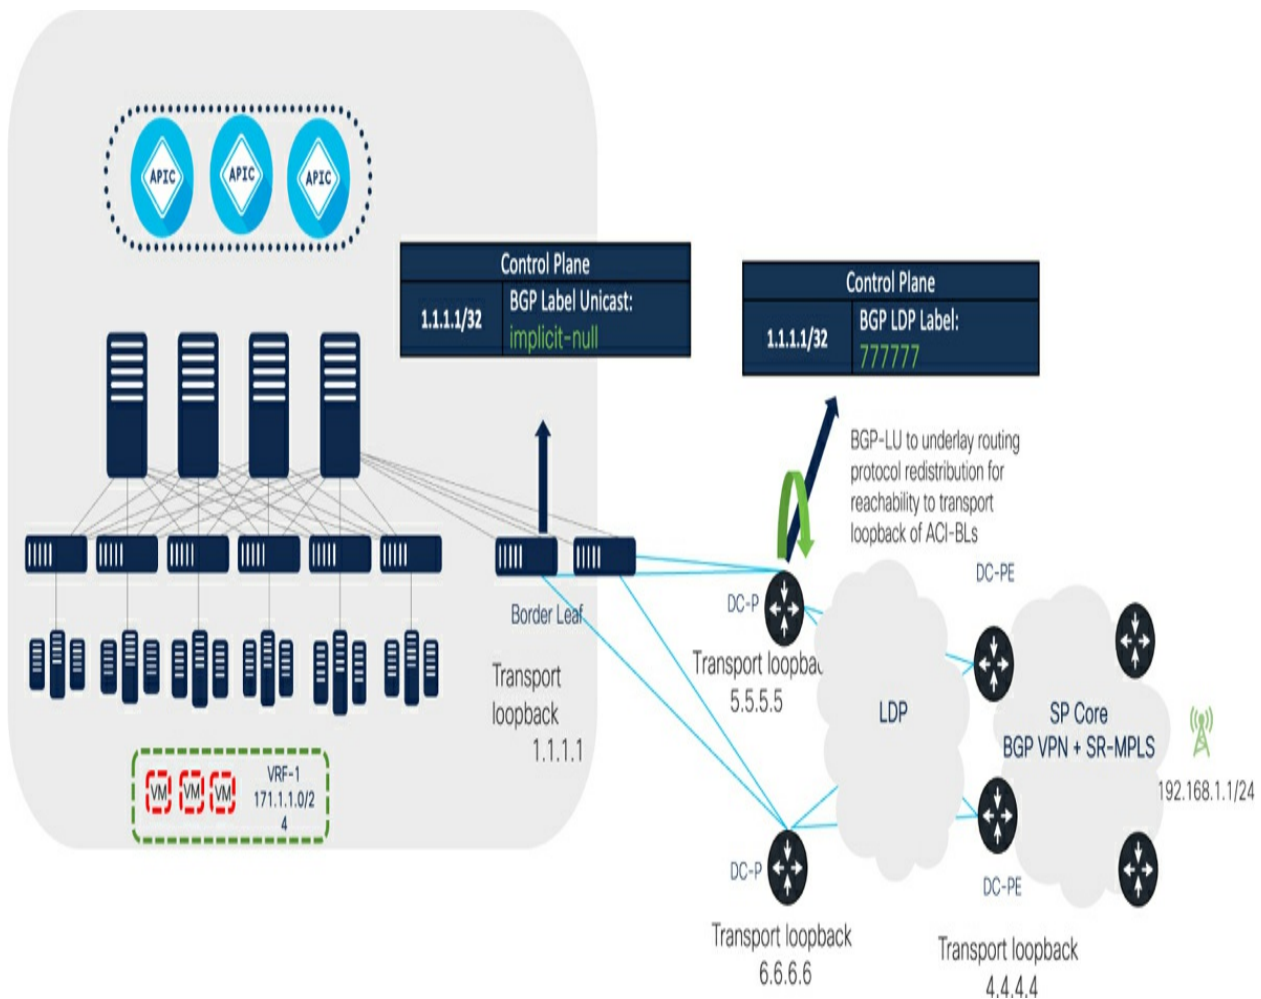 APIC
APIC
APIC
Control Plane
1.1.1.1/32
BGP Label Unicast:
implicit-null
Control Plane
1.1.1.1/32
BGP LDP Label:
777777
BGP-LU to underlay routing
protocol redistribution for
reachability to transport
loopback of ACI-BLs
DC-PE
DC-P
Border Leaf
Transport
loopback
1.1.1.1
Transport loopbac
5.5.5.5
LDP
SP Core
BGP VPN + SR-MPLS
192.168.1.1/24
VM
VM
VM
VRF-1
171.1.1.0/2
4
DC-P
DC-PE
Transport loopback
6.6.6.6
Transport loopback
4.4.4.4